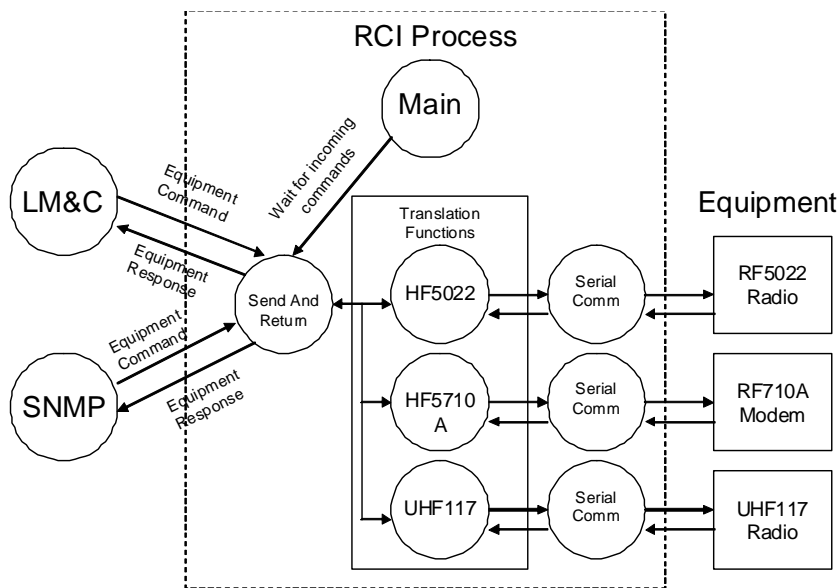 RCI Process
Main
Wait for incoming
commands
LM&C
Equipment
Command
Equipment
Response
Send And
Return
SNMP
Equipment
Command
Equipment
Response
Translation
Functions
HF5022
HF5710
A
UHF117
Serial
Comm
Serial
Comm
Serial
Comm
Equipment
RF5022
Radio
RF710A
Modem
UHF117
Radio